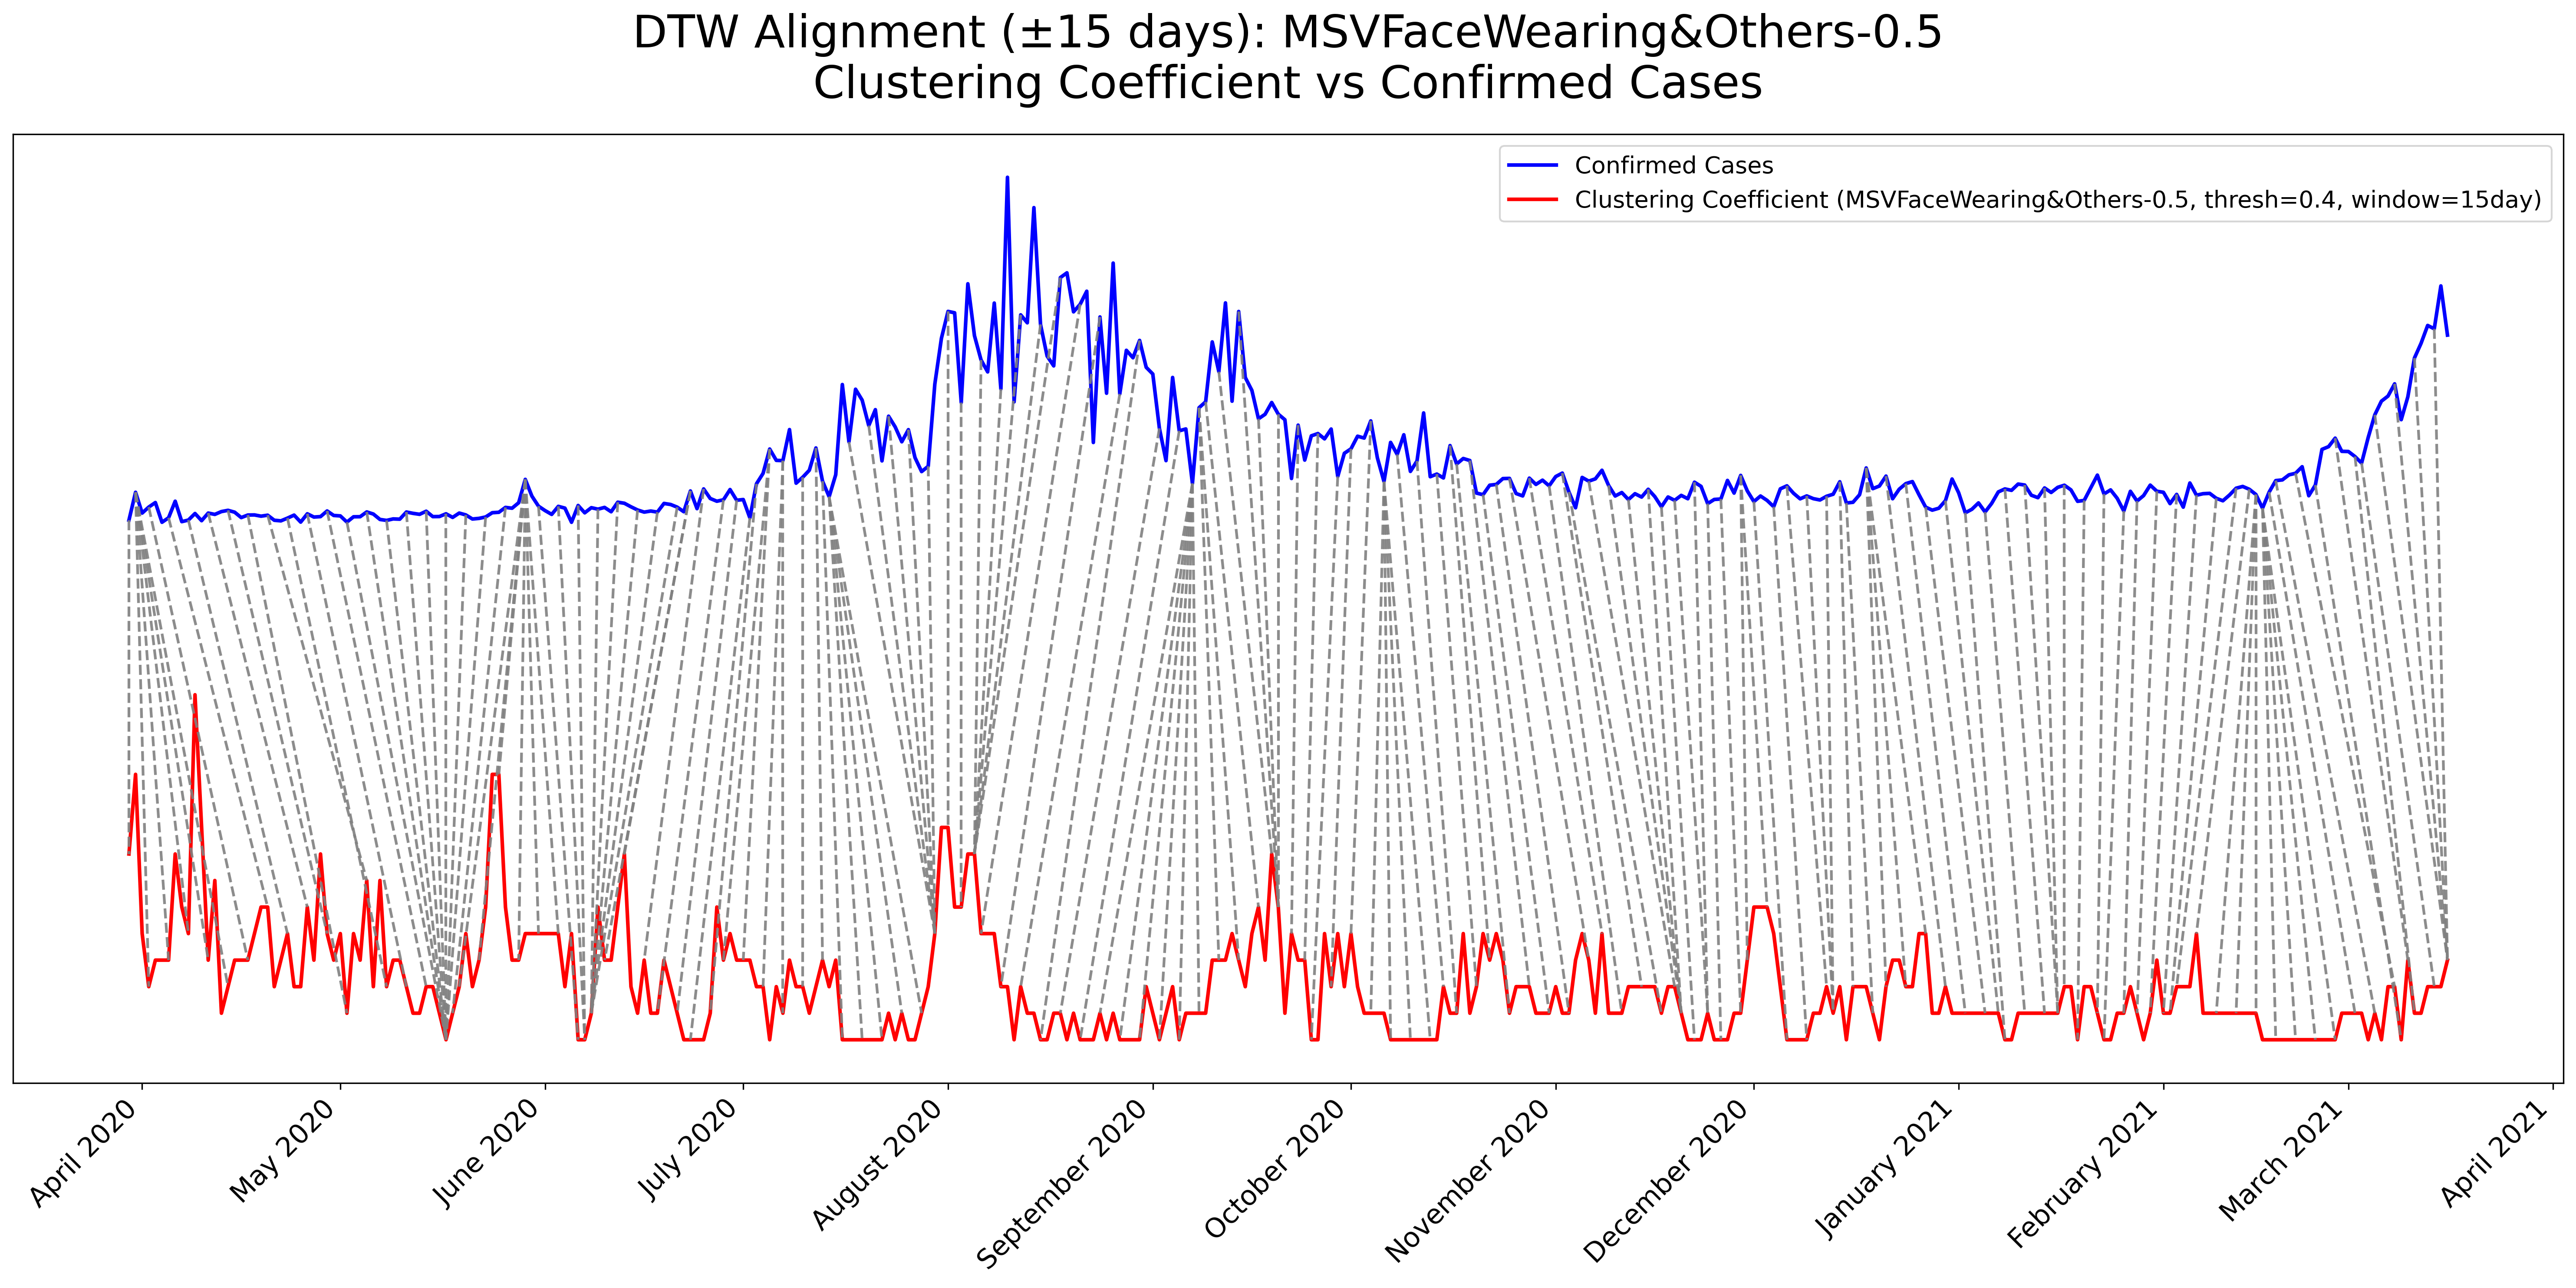 DTW Alignment (±15 days): MSVFaceWearing&Others-0.5
Clustering Coefficient vs Confirmed Cases
Confirmed Cases
Clustering Coefficient (MSVFaceWearing&Others-0.5, thresh=0.4, window=15day)
April 2020
May 2020
June 2020
July 2020
August 2020
September 2020
October 2020
November 2020
December 2020
January 2021
February 2021
March 2021
April 2021